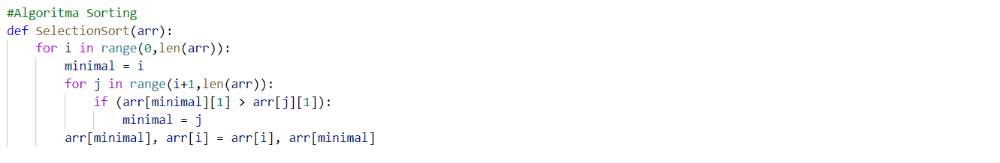 #Algoritma Sorting
def SelectionSort(arr):
    for i in range(0,len(arr)):
        minimal = i
        for j in range(i+1,len(arr)):
            if (arr[minimal][1] > arr[j][1]):
                minimal = j
        arr[minimal], arr[i] = arr[i], arr[minimal]